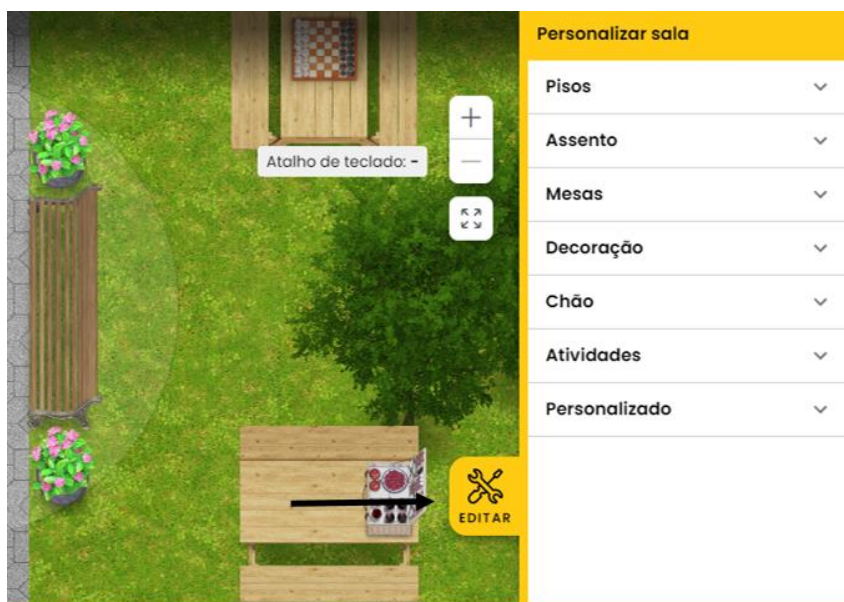 Personalizar sala
Pisos
Assento
Mesas
Decoração
Chão
Atividades
Personalizado
Atalho de teclado: -
EDITAR